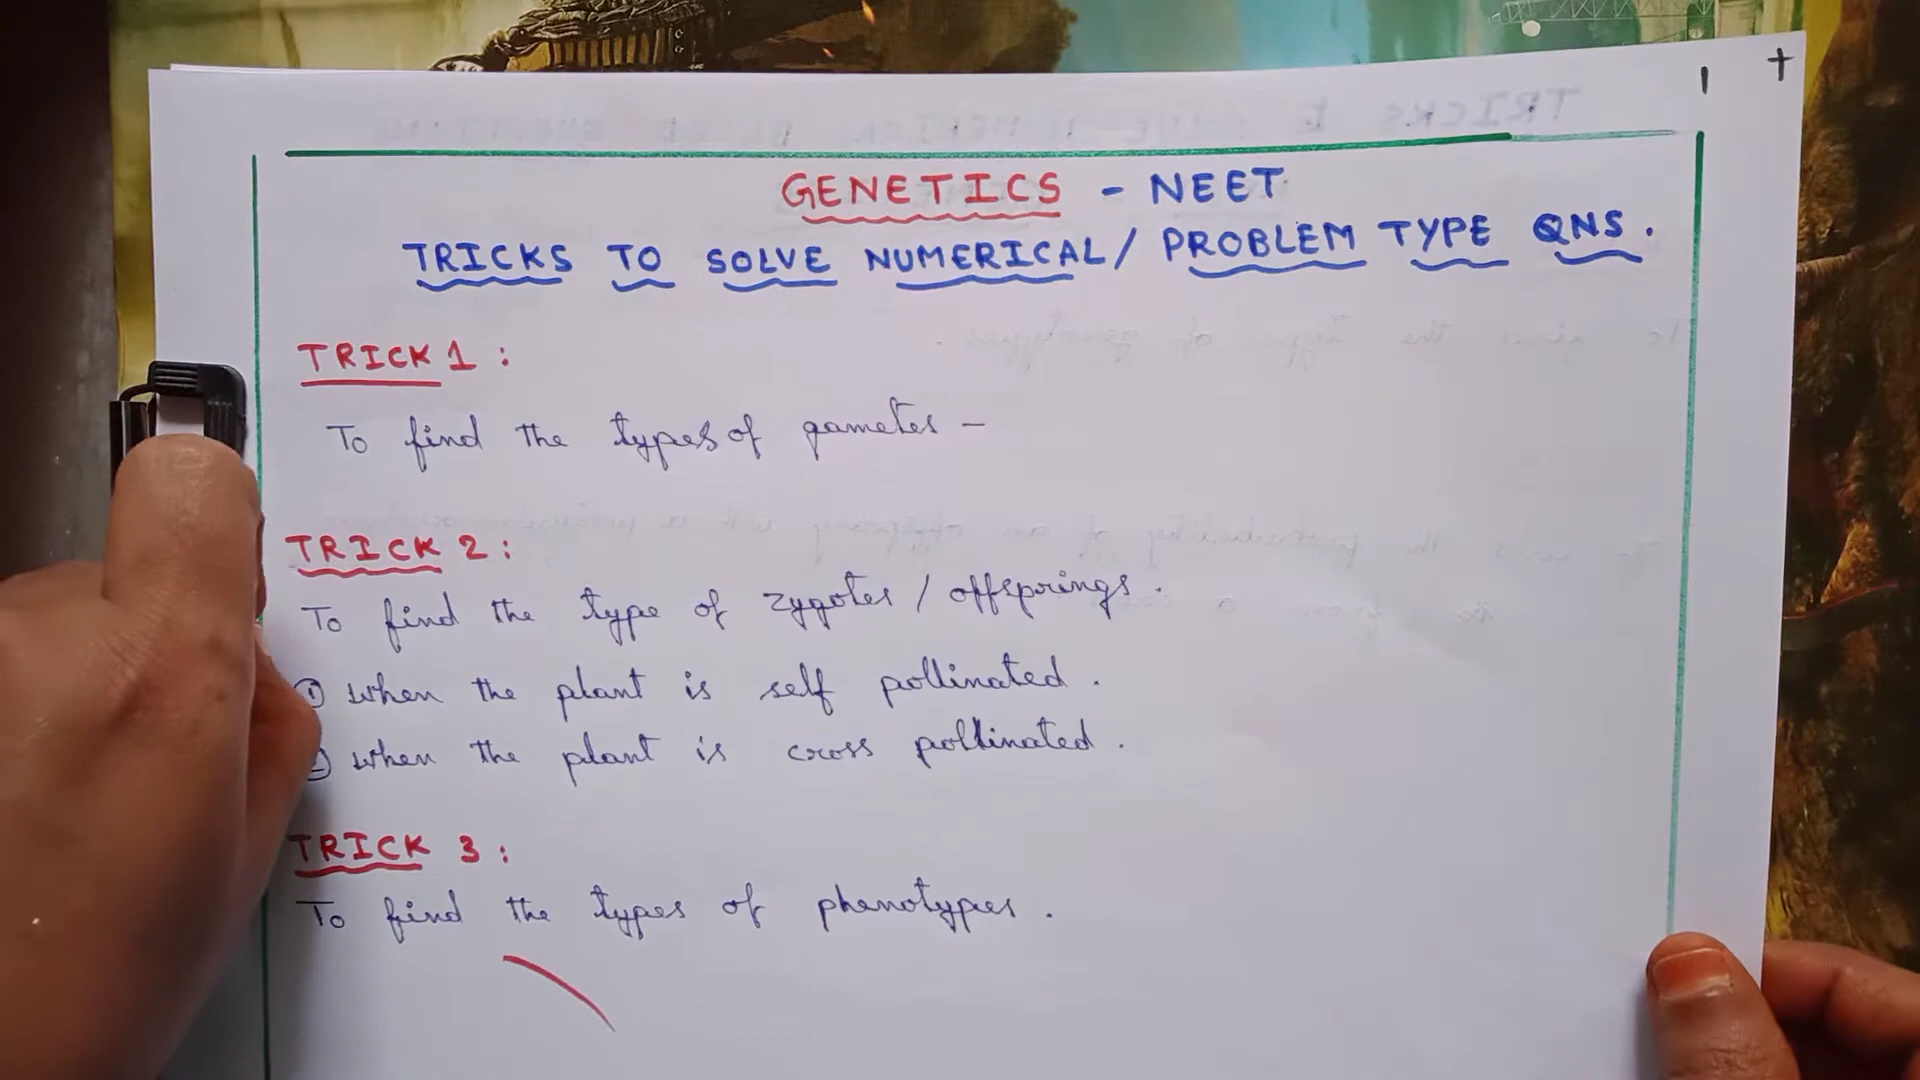 GENETICS - NEET
TRICKS TO SOLVE NUMERICAL/ PROBLEM TYPE QNS.
TRICK 1 :
To find the types of gametes -
TRICK 2 :
To find the type of zygotes / offsprings.
① when the plant is self pollinated.
② when the plant is cross pollinated.
TRICK 3 :
To find the types of phenotypes.